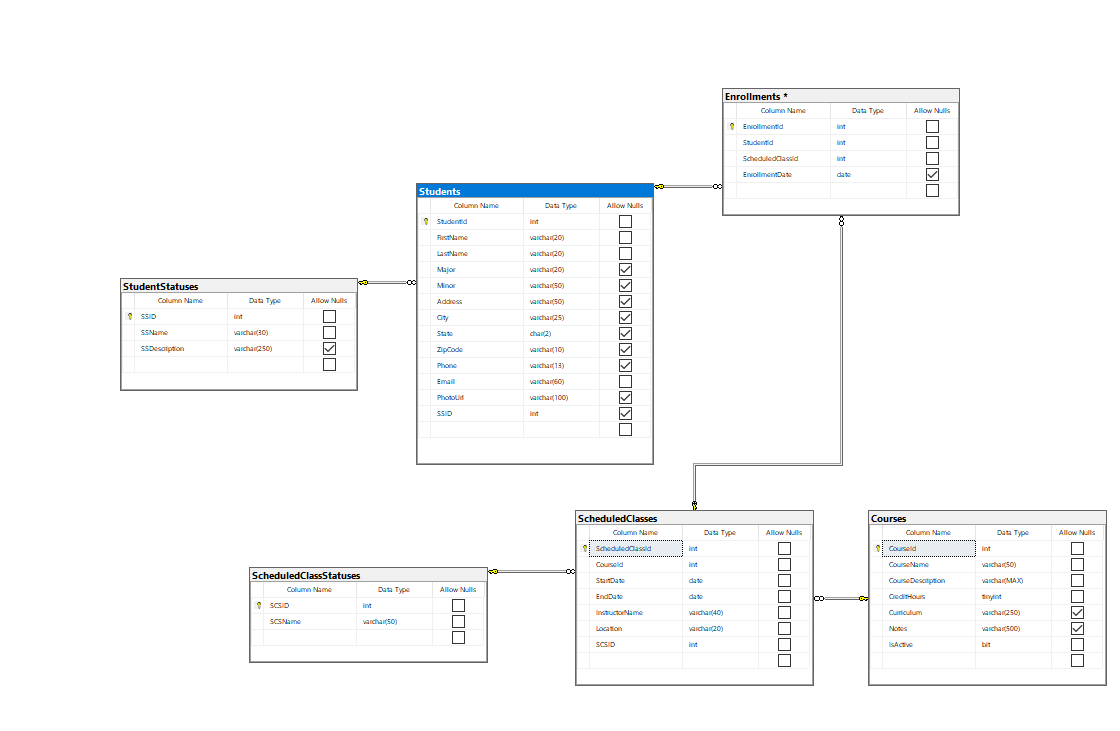 Enrollments *
Column Name Data Type Allow Nulls
EnrollmentId int
StudentId int
ScheduledClassId int
EnrollmentDate date
Students
Column Name Data Type Allow Nulls
StudentId int
FirstName varchar(20)
LastName varchar(20)
Major varchar(20)
Minor varchar(50)
Address varchar(50)
City varchar(25)
State char(2)
ZipCode varchar(10)
Phone varchar(13)
Email varchar(60)
PhotoUrl varchar(100)
SSID int
StudentStatuses
Column Name Data Type Allow Nulls
SSID int
SSName varchar(30)
SSDescription varchar(250)
ScheduledClasses
Column Name Data Type Allow Nulls
ScheduledClassId int
CourseId int
StartDate date
EndDate date
InstructorName varchar(40)
Location varchar(20)
SCSID int
Courses
Column Name Data Type Allow Nulls
CourseId int
CourseName varchar(50)
CourseDescription varchar(MAX)
CreditHours tinyint
Curriculum varchar(250)
Notes varchar(500)
IsActive bit
ScheduledClassStatuses
Column Name Data Type Allow Nulls
SCSID int
SCSName varchar(50)